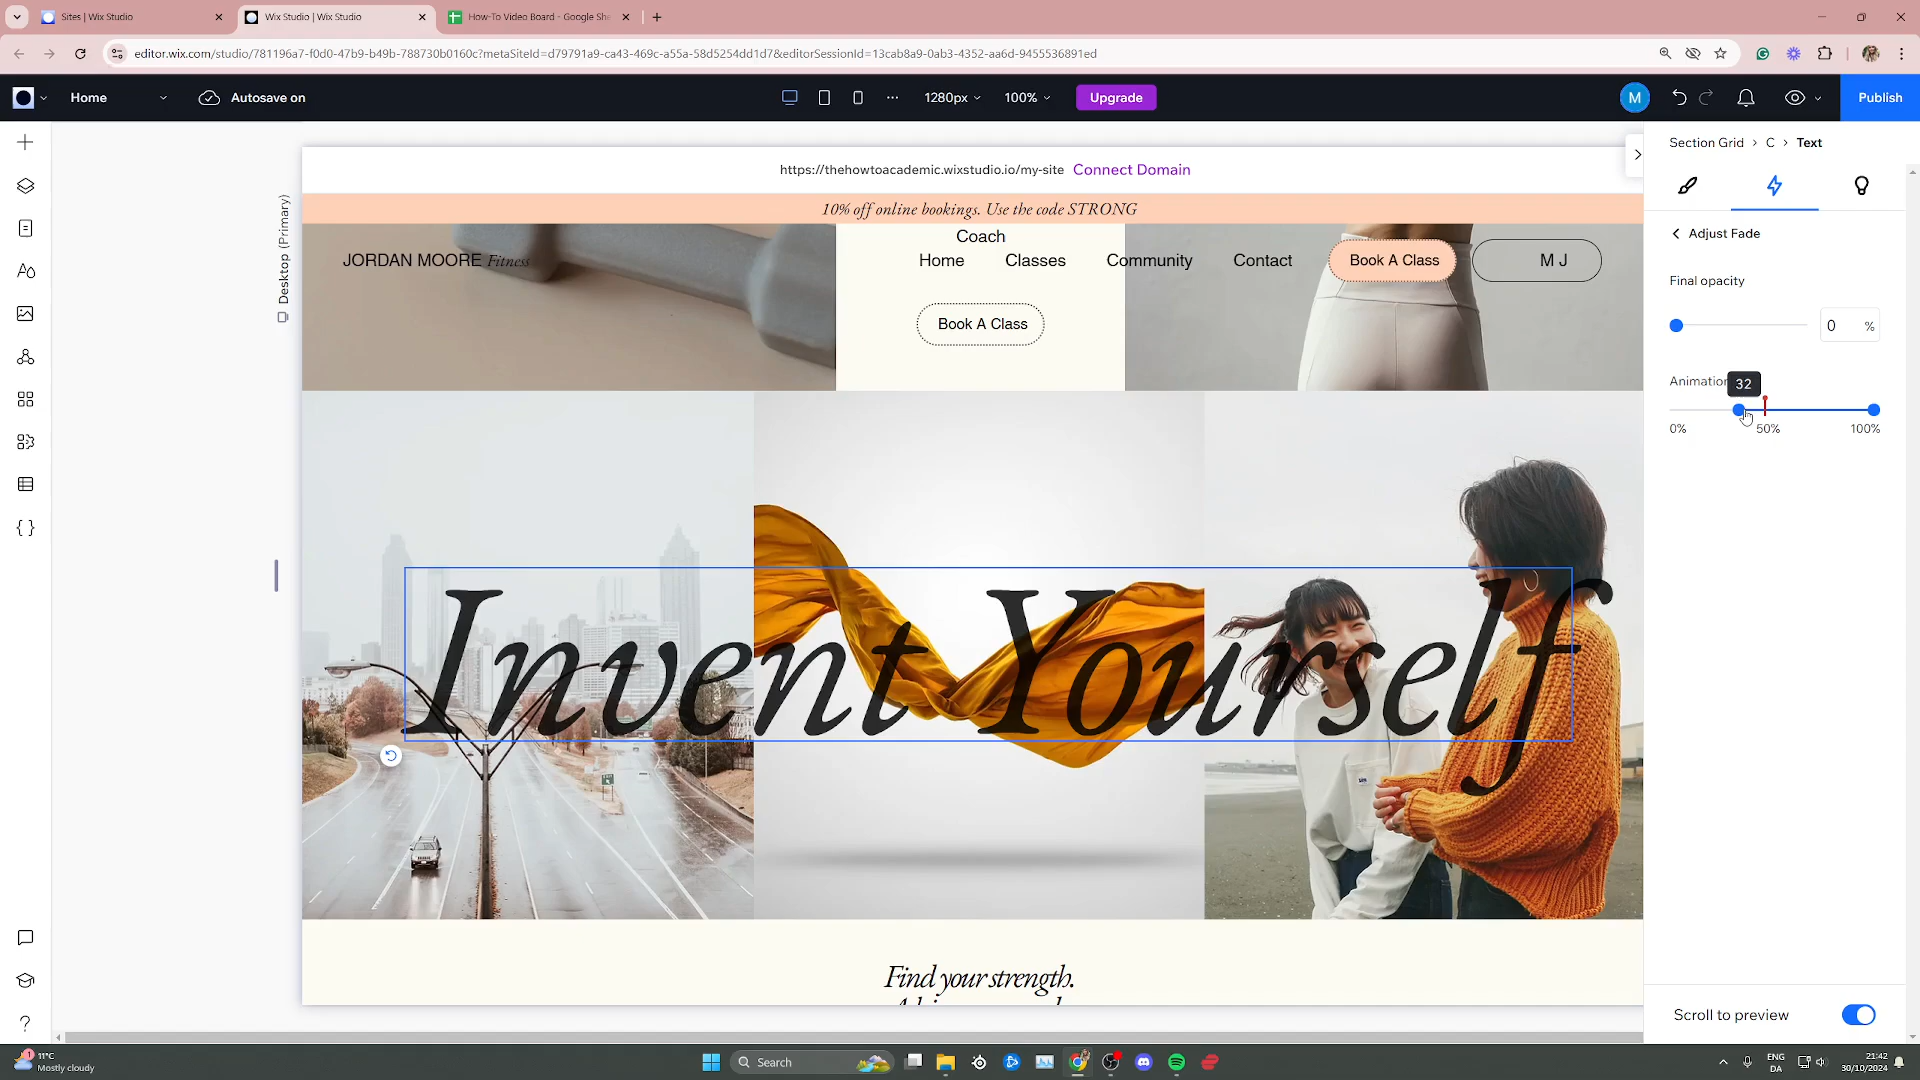 Sites | Wix Studio
Wix Studio | Wix Studio
How-To Video Board - Google She
editor.wix.com/studio/781196a7-f0d0-47b9-b49b-788730b0160c?metaSiteId=d79791a9-ca43-469c-a55a-58d5254dd1d7&editorSessionId=13cab8a9-0ab3-4352-aa6d-9455536891ed
Home
Autosave on
1280px
100%
Upgrade
M
Publish
https://thehowtoacademic.wixstudio.io/my-site Connect Domain
Section Grid > C > Text
Desktop (Primary)
10% off online bookings. Use the code STRONG
Coach
JORDAN MOORE Fitness
Home
Classes
Community
Contact
Book A Class
M J
Book A Class
Adjust Fade
Final opacity
0 %
Animation
32
0%
50%
100%
Invent Yourself
Find your strength.
Scroll to preview
1
11°C
Mostly cloudy
Search
ENG
DA
21:42
30/10/2024